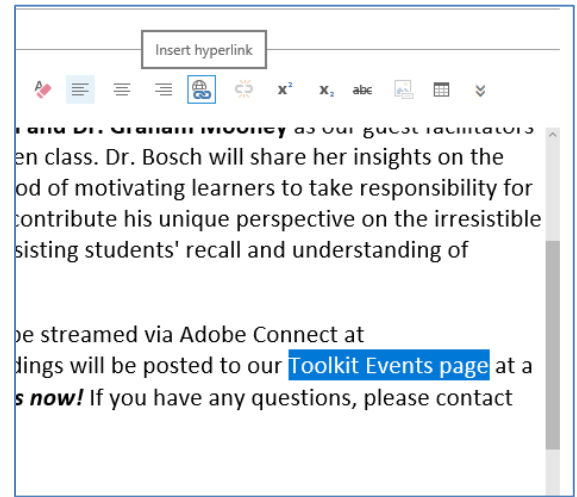 Insert hyperlink
x² x₂ abc
and Dr. Graham Mooney as our guest facilitators
en class. Dr. Bosch will share her insights on the
od of motivating learners to take responsibility for
contribute his unique perspective on the irresistible
sisting students' recall and understanding of
be streamed via Adobe Connect at
dings will be posted to our Toolkit Events page at a
s now! If you have any questions, please contact